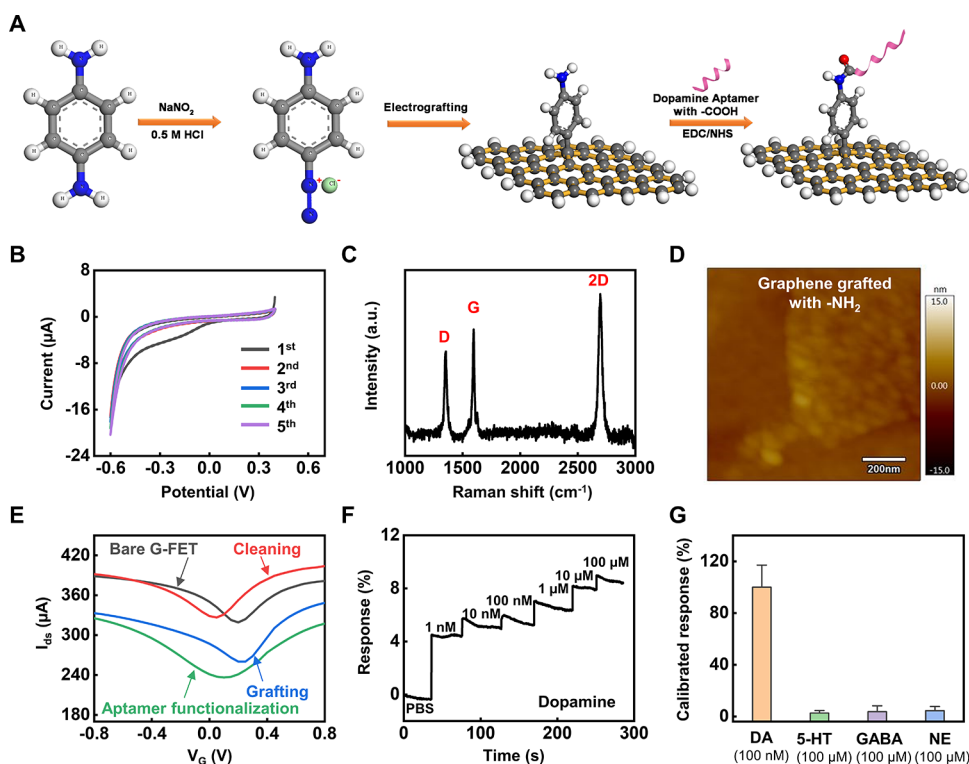 A
NaNO2
0.5 M HCl
Electrografting
Dopamine Aptamer
with -COOH
EDC/NHS
H H
N
H H
H H
N
H H
H H
N
H H
H H
N + Cl -
N
B
Current (µA)
8
0
-8
-16
-24
1st
2nd
3rd
4th
5th
-0.6 -0.3 0.0 0.3 0.6
Potential (V)
C
Intensity (a.u.)
D
G
2D
1000 1500 2000 2500 3000
Raman shift (cm-1)
D
Graphene grafted
with -NH2
200nm
nm
15.0
0.00
-15.0
E
Ids (µA)
420
360
300
240
180
Bare G-FET
Cleaning
Grafting
Aptamer functionalization
-0.8 -0.4 0.0 0.4 0.8
VG (V)
F
Response (%)
12
8
4
0
PBS
1 nM
10 nM
100 nM
1 µM
10 µM
100 µM
Dopamine
0 100 200 300
Time (s)
G
Calibrated response (%)
120
80
40
0
DA 5-HT GABA NE
(100 nM) (100 µM) (100 µM) (100 µM)